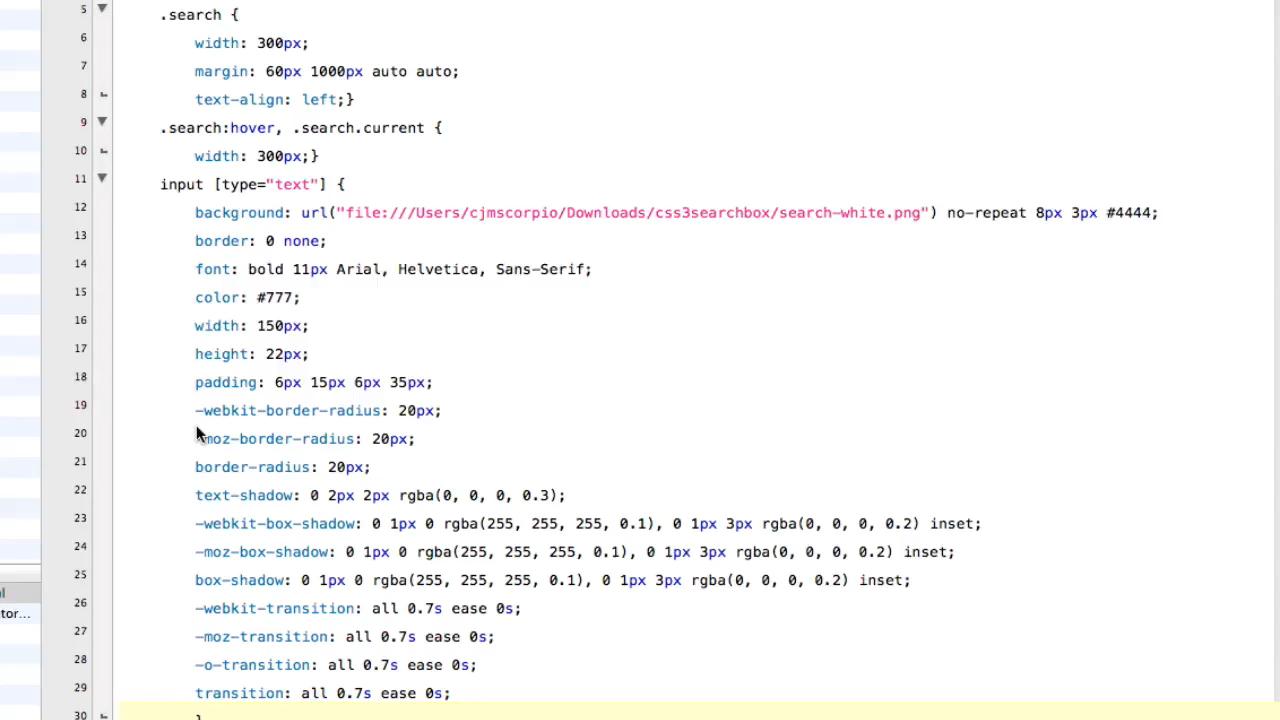 5 .search {
6 width: 300px;
7 margin: 60px 1000px auto auto;
8 text-align: left;}
9 .search:hover, .search.current {
10 width: 300px;}
11 input [type="text"] {
12 background: url("file:///Users/cjmscorpio/Downloads/css3searchbox/search-white.png") no-repeat 8px 3px #4444;
13 border: 0 none;
14 font: bold 11px Arial, Helvetica, Sans-Serif;
15 color: #777;
16 width: 150px;
17 height: 22px;
18 padding: 6px 15px 6px 35px;
19 -webkit-border-radius: 20px;
20 -moz-border-radius: 20px;
21 border-radius: 20px;
22 text-shadow: 0 2px 2px rgba(0, 0, 0, 0.3);
23 -webkit-box-shadow: 0 1px 0 rgba(255, 255, 255, 0.1), 0 1px 3px rgba(0, 0, 0, 0.2) inset;
24 -moz-box-shadow: 0 1px 0 rgba(255, 255, 255, 0.1), 0 1px 3px rgba(0, 0, 0, 0.2) inset;
25 box-shadow: 0 1px 0 rgba(255, 255, 255, 0.1), 0 1px 3px rgba(0, 0, 0, 0.2) inset;
26 -webkit-transition: all 0.7s ease 0s;
27 -moz-transition: all 0.7s ease 0s;
28 -o-transition: all 0.7s ease 0s;
29 transition: all 0.7s ease 0s;
30 }
tor...